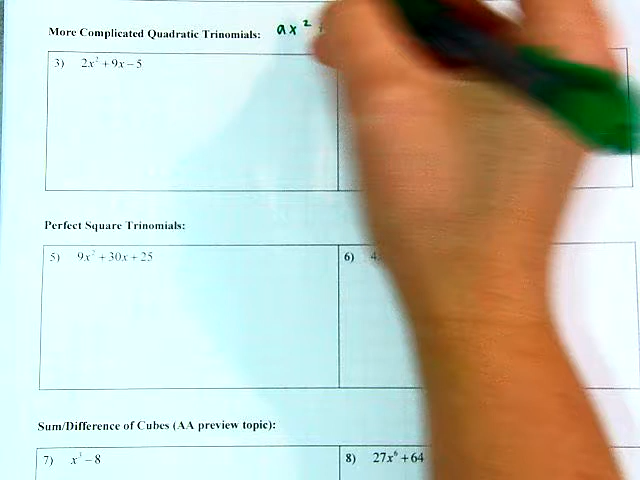 More Complicated Quadratic Trinomials: ax² +
3) 2x² + 9x – 5
Perfect Square Trinomials:
5) 9x² + 30x + 25
6) 4
Sum/Difference of Cubes (AA preview topic):
7) x³ – 8
8) 27x⁶ + 64